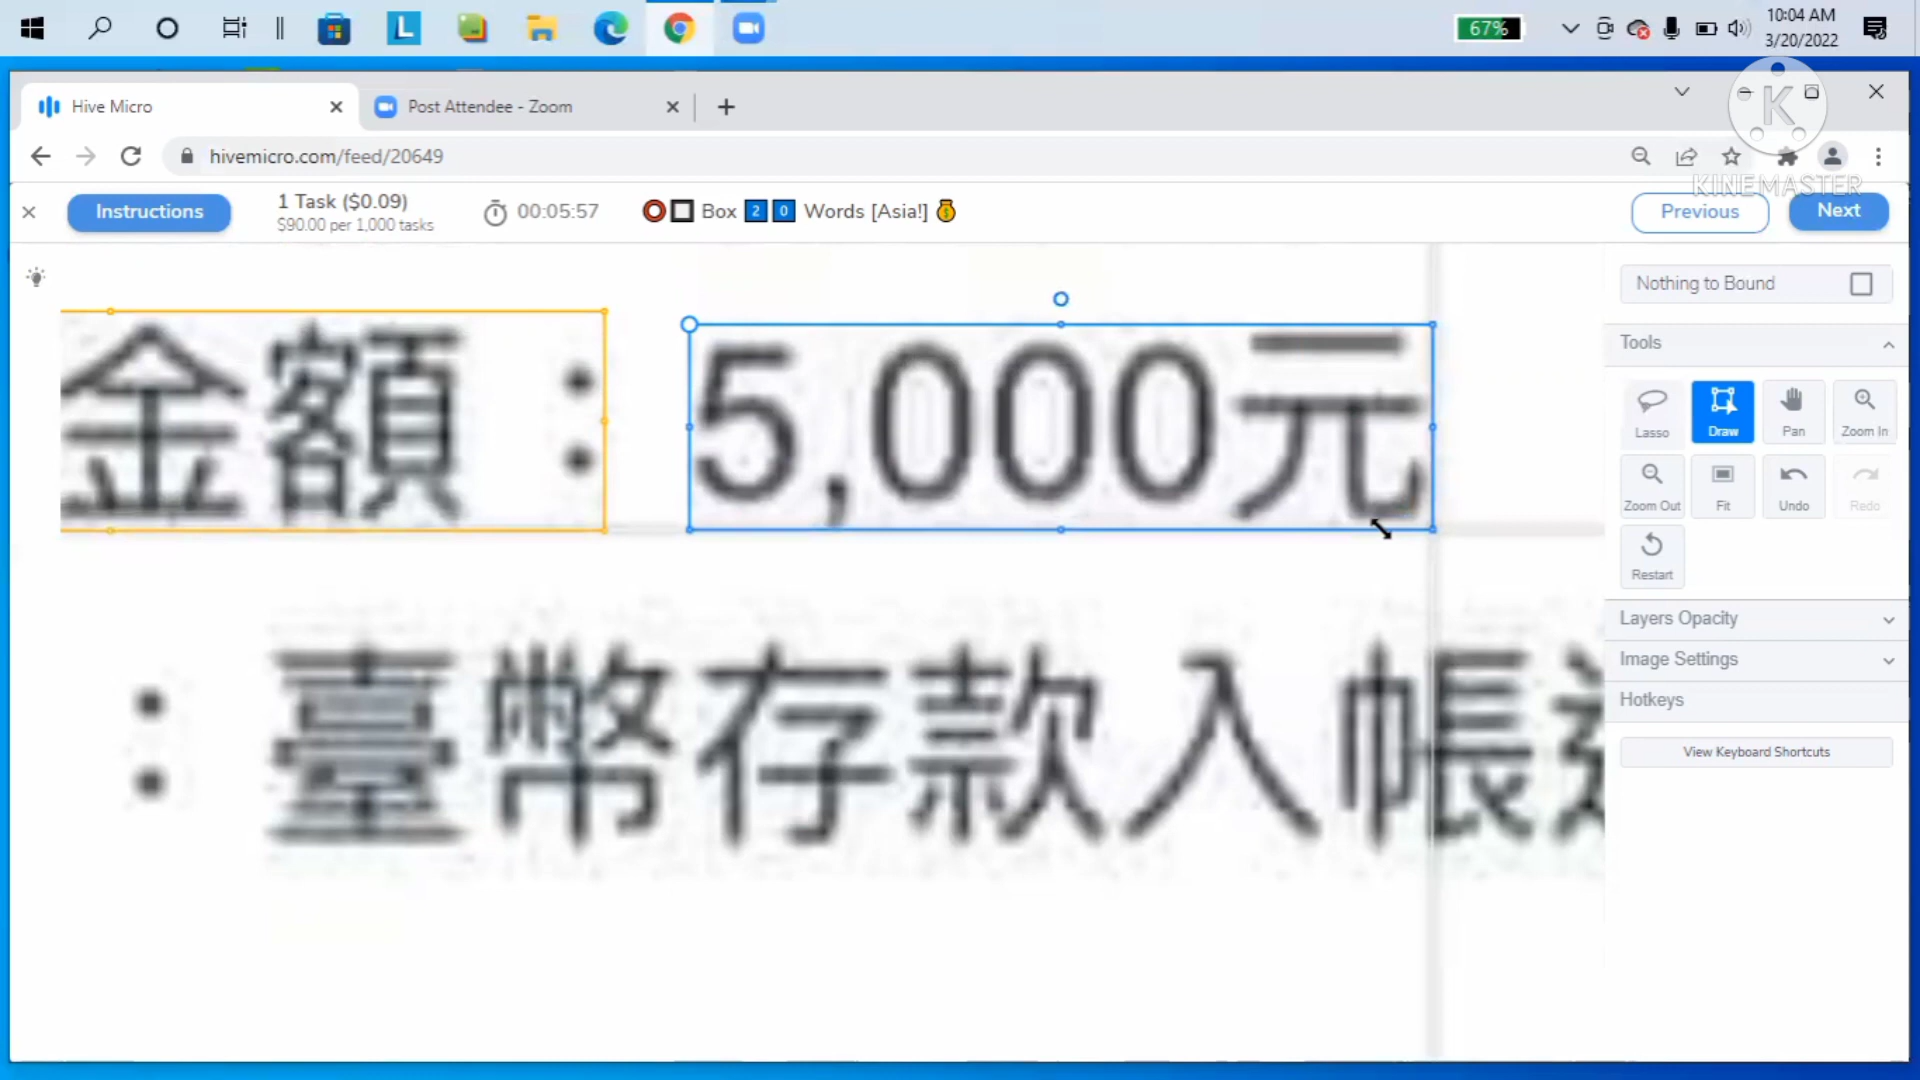 67%
10:04 AM
3/20/2022
Hive Micro
Post Attendee - Zoom
hivemicro.com/feed/20649
KINEMASTER
Instructions
1 Task ($0.09)
$90.00 per 1,000 tasks
00:05:57
Box 2 0 Words [Asia!]
Previous
Next
Nothing to Bound
金額： 5,000元
Tools
Lasso
Draw
Pan
Zoom In
Zoom Out
Fit
Undo
Redo
Restart
：臺幣存款入帳
Layers Opacity
Image Settings
Hotkeys
View Keyboard Shortcuts